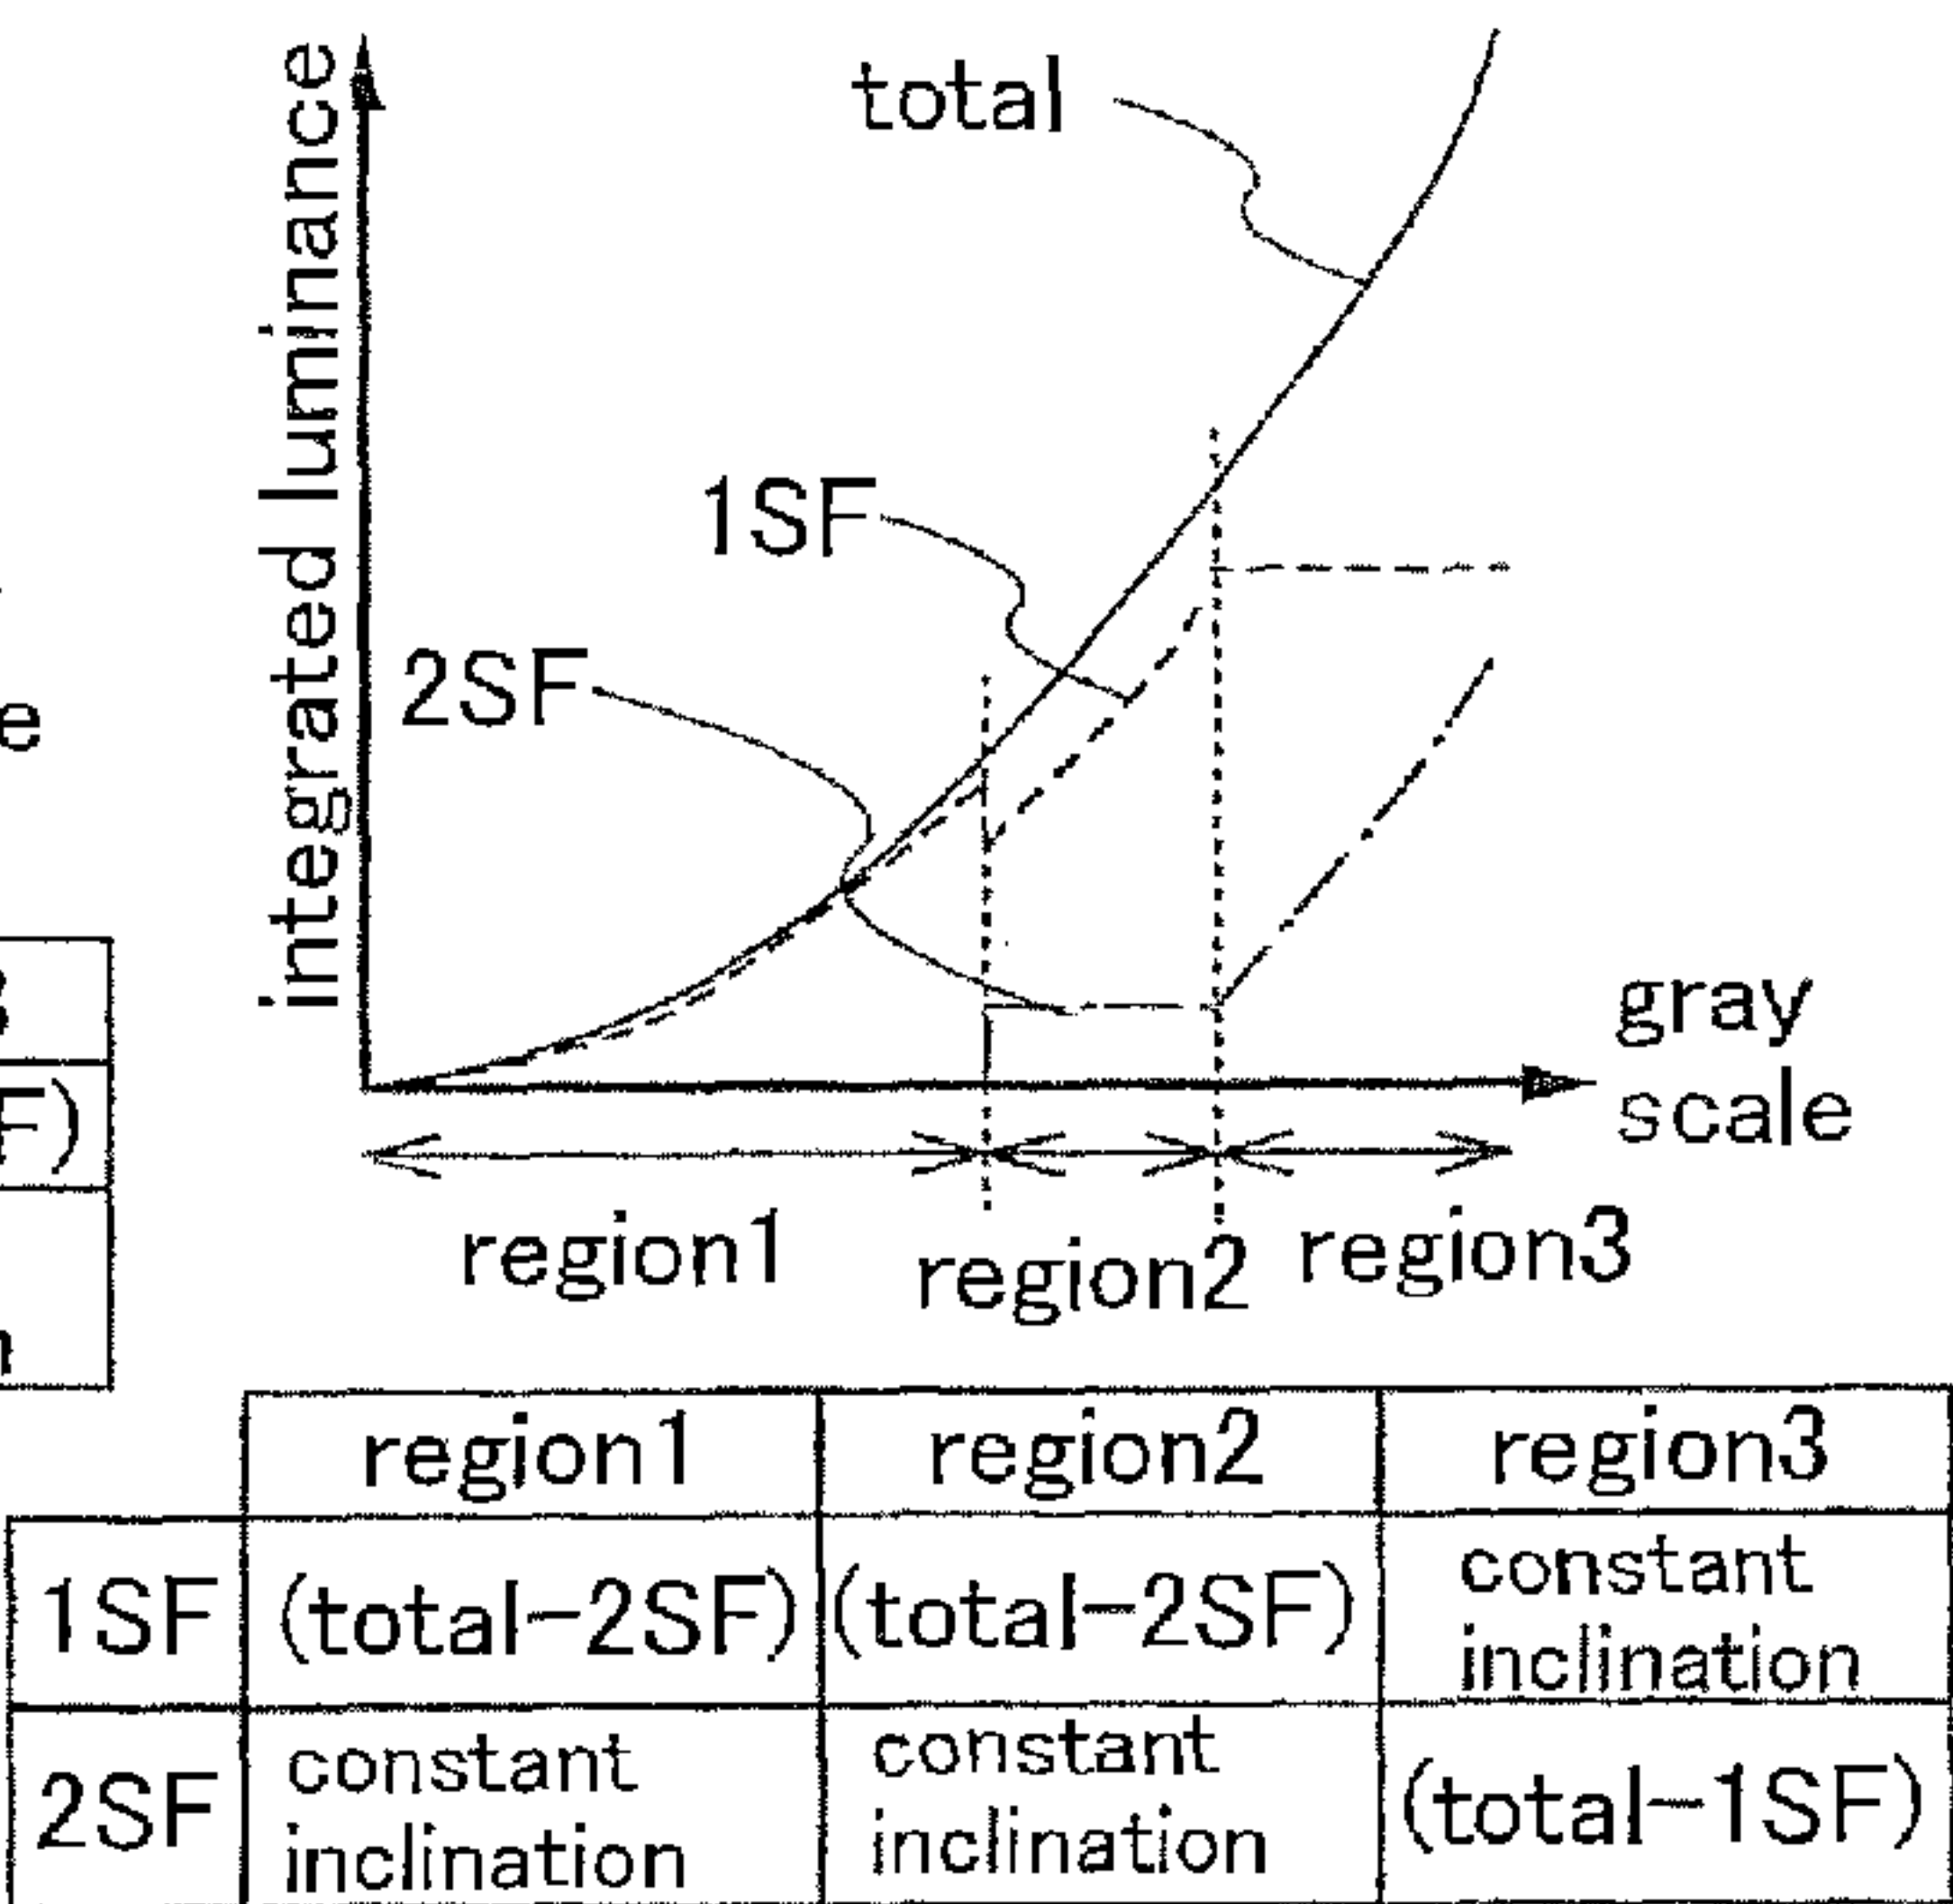 integrated luminance
total
1SF
2SF
e
gray
scale
F)
region1
region2
region3
n
region1 region2 region3
1SF (total-2SF) (total-2SF) constant
inclination
2SF constant
inclination constant
inclination (total-1SF)